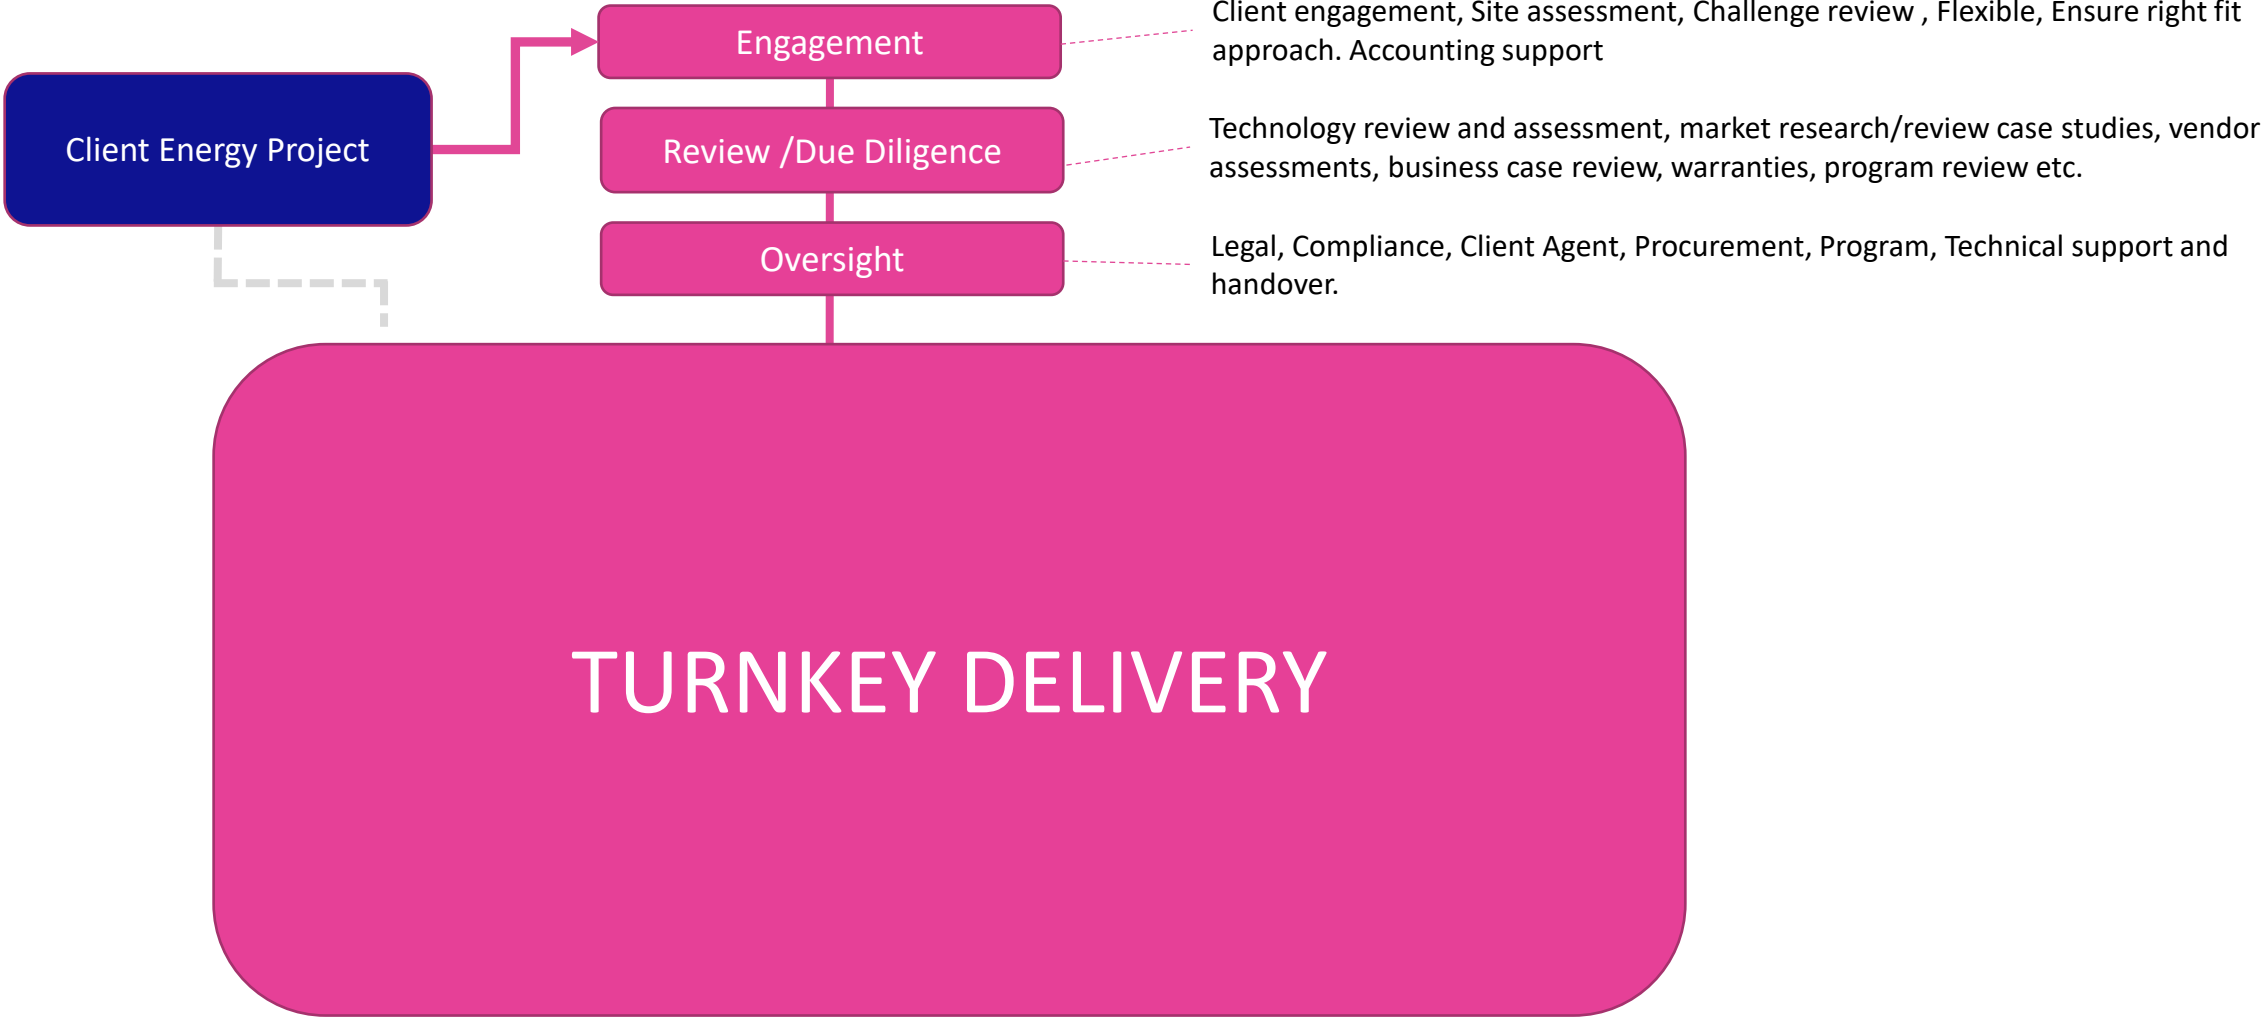 Client engagement, Site assessment, Challenge review , Flexible, Ensure right fit
approach. Accounting support
Engagement
Client Energy Project
Technology review and assessment, market research/review case studies, vendor
assessments, business case review, warranties, program review etc.
Review /Due Diligence
Legal, Compliance, Client Agent, Procurement, Program, Technical support and
handover.
Oversight
TURNKEY DELIVERY